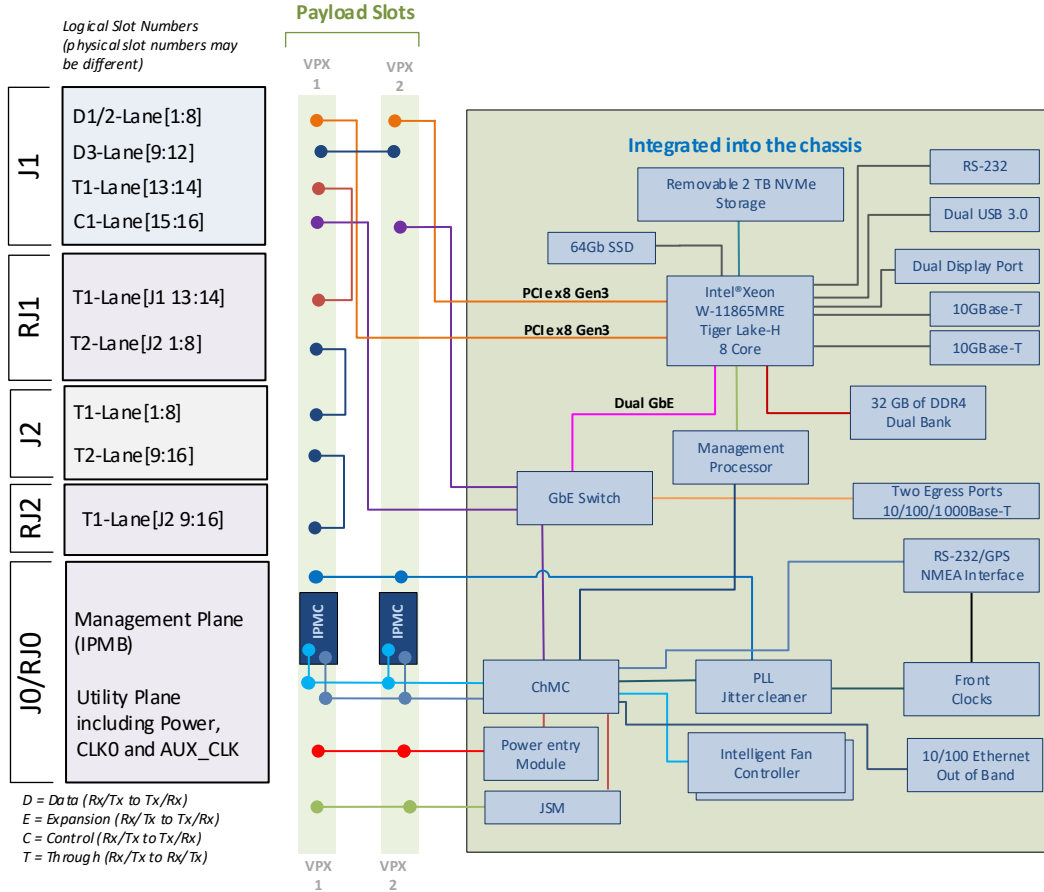 Payload Slots
Logical Slot Numbers
(physical slot numbers may
be different)
VPX
1
VPX
2
J1
D1/2-Lane[1:8]
D3-Lane[9:12]
T1-Lane[13:14]
C1-Lane[15:16]
RJ1
T1-Lane[J1 13:14]
T2-Lane[J2 1:8]
J2
T1-Lane[1:8]
T2-Lane[9:16]
RJ2
T1-Lane[J2 9:16]
J0/RJ0
Management Plane
(IPMB)
Utility Plane
including Power,
CLK0 and AUX_CLK
D = Data (Rx/Tx to Tx/Rx)
E = Expansion (Rx/Tx to Tx/Rx)
C = Control (Rx/Tx to Tx/Rx)
T = Through (Rx/Tx to Rx/Tx)
IPMC
IPMC
VPX
1
VPX
2
Integrated into the chassis
Removable 2 TB NVMe
Storage
64Gb SSD
RS-232
Dual USB 3.0
Dual Display Port
10GBase-T
10GBase-T
PCIe x8 Gen3
PCIe x8 Gen3
Intel®Xeon
W-11865MRE
Tiger Lake-H
8 Core
Dual GbE
32 GB of DDR4
Dual Bank
Management
Processor
GbE Switch
Two Egress Ports
10/100/1000Base-T
RS-232/GPS
NMEA Interface
ChMC
PLL
Jitter cleaner
Front
Clocks
Power entry
Module
Intelligent Fan
Controller
10/100 Ethernet
Out of Band
JSM